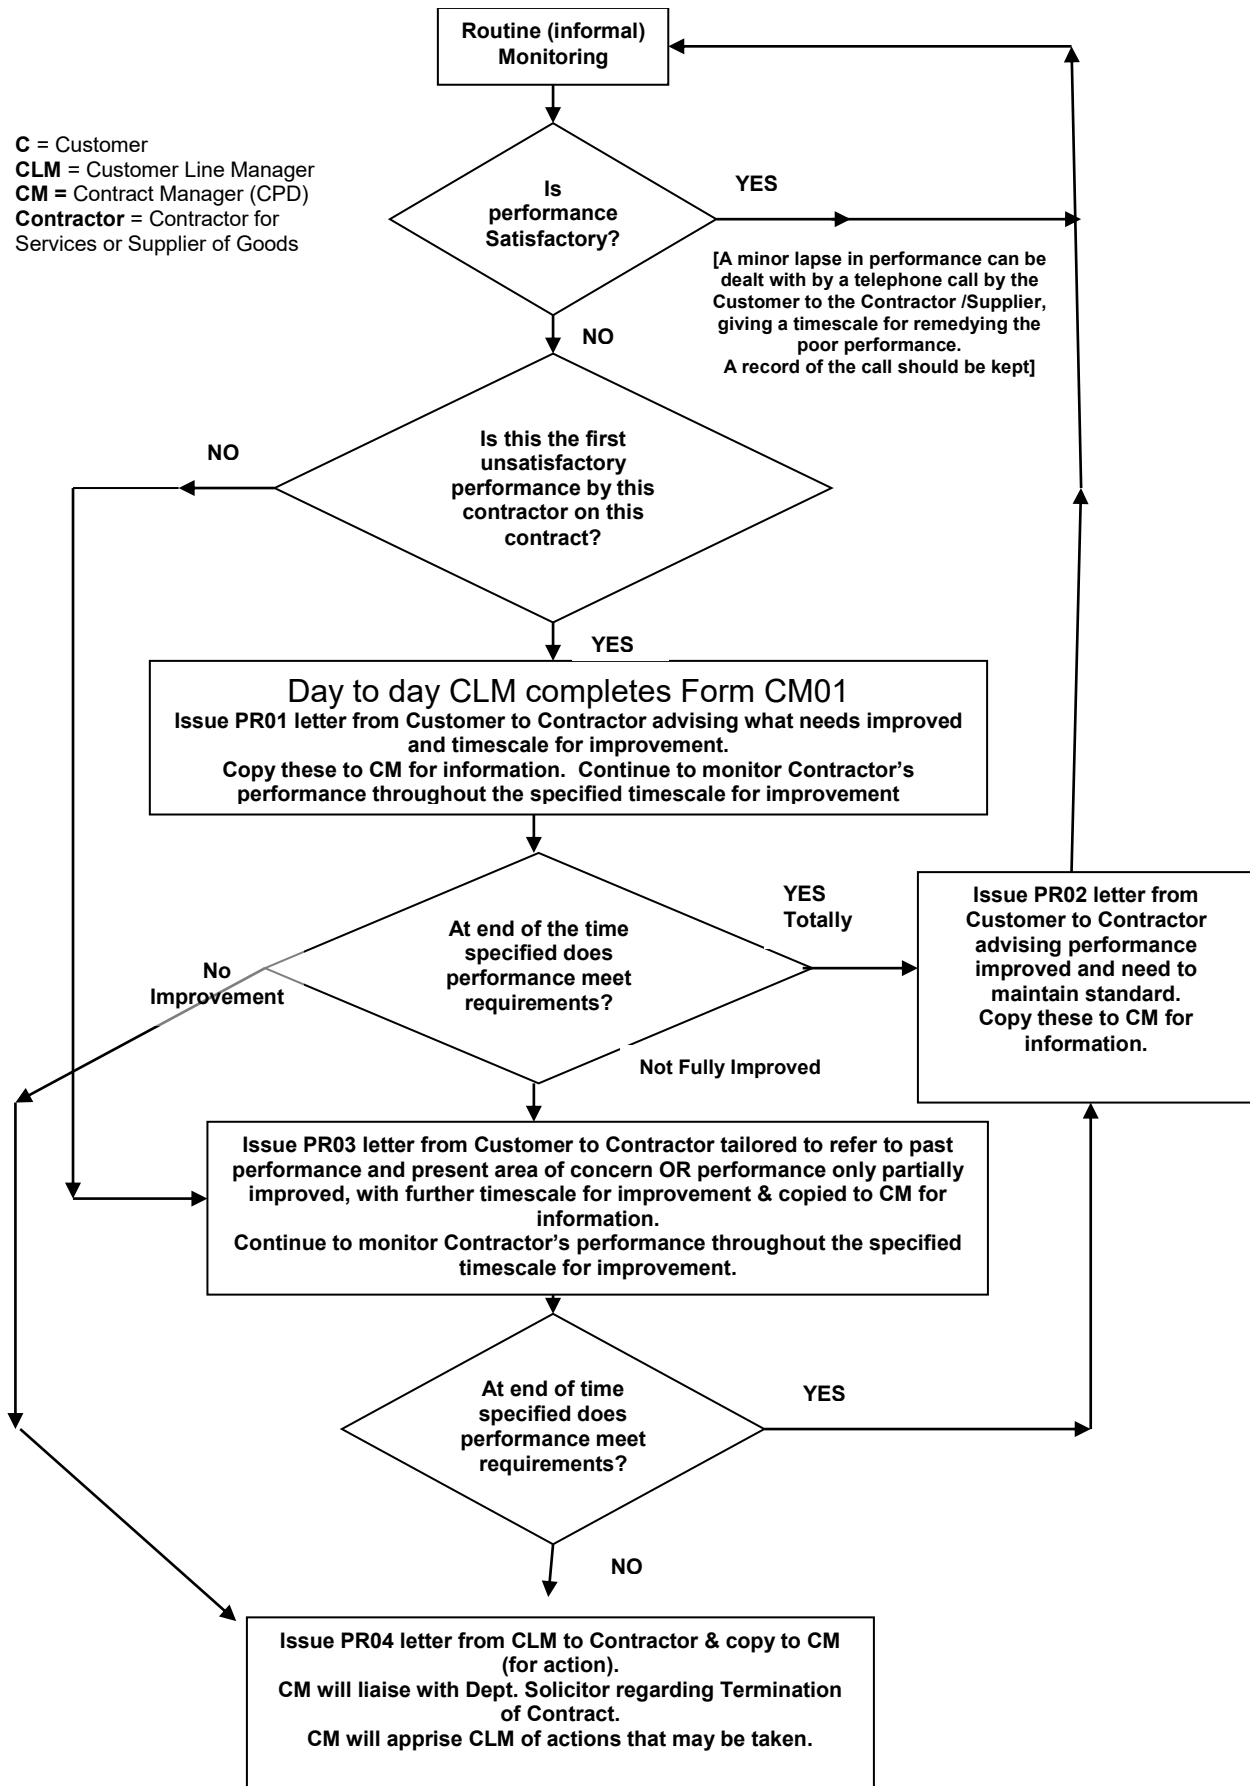 Routine (informal)
Monitoring
C = Customer
CLM = Customer Line Manager
CM = Contract Manager (CPD)
Contractor = Contractor for
Services or Supplier of Goods
Is
performance
Satisfactory?
YES
[A minor lapse in performance can be
dealt with by a telephone call by the
Customer to the Contractor /Supplier,
giving a timescale for remedying the
poor performance.
A record of the call should be kept]
NO
Is this the first
unsatisfactory
performance by this
contractor on this
contract?
NO
YES
Day to day CLM completes Form CM01
Issue PR01 letter from Customer to Contractor advising what needs improved
and timescale for improvement.
Copy these to CM for information.  Continue to monitor Contractor’s
performance throughout the specified timescale for improvement
At end of the time
specified does
performance meet
requirements?
YES
Totally
Issue PR02 letter from
Customer to Contractor
advising performance
improved and need to
maintain standard.
Copy these to CM for
information.
No
Improvement
Not Fully Improved
Issue PR03 letter from Customer to Contractor tailored to refer to past
performance and present area of concern OR performance only partially
improved, with further timescale for improvement & copied to CM for
information.
Continue to monitor Contractor’s performance throughout the specified
timescale for improvement.
At end of time
specified does
performance meet
requirements?
YES
NO
Issue PR04 letter from CLM to Contractor & copy to CM
(for action).
CM will liaise with Dept. Solicitor regarding Termination
of Contract.
CM will apprise CLM of actions that may be taken.